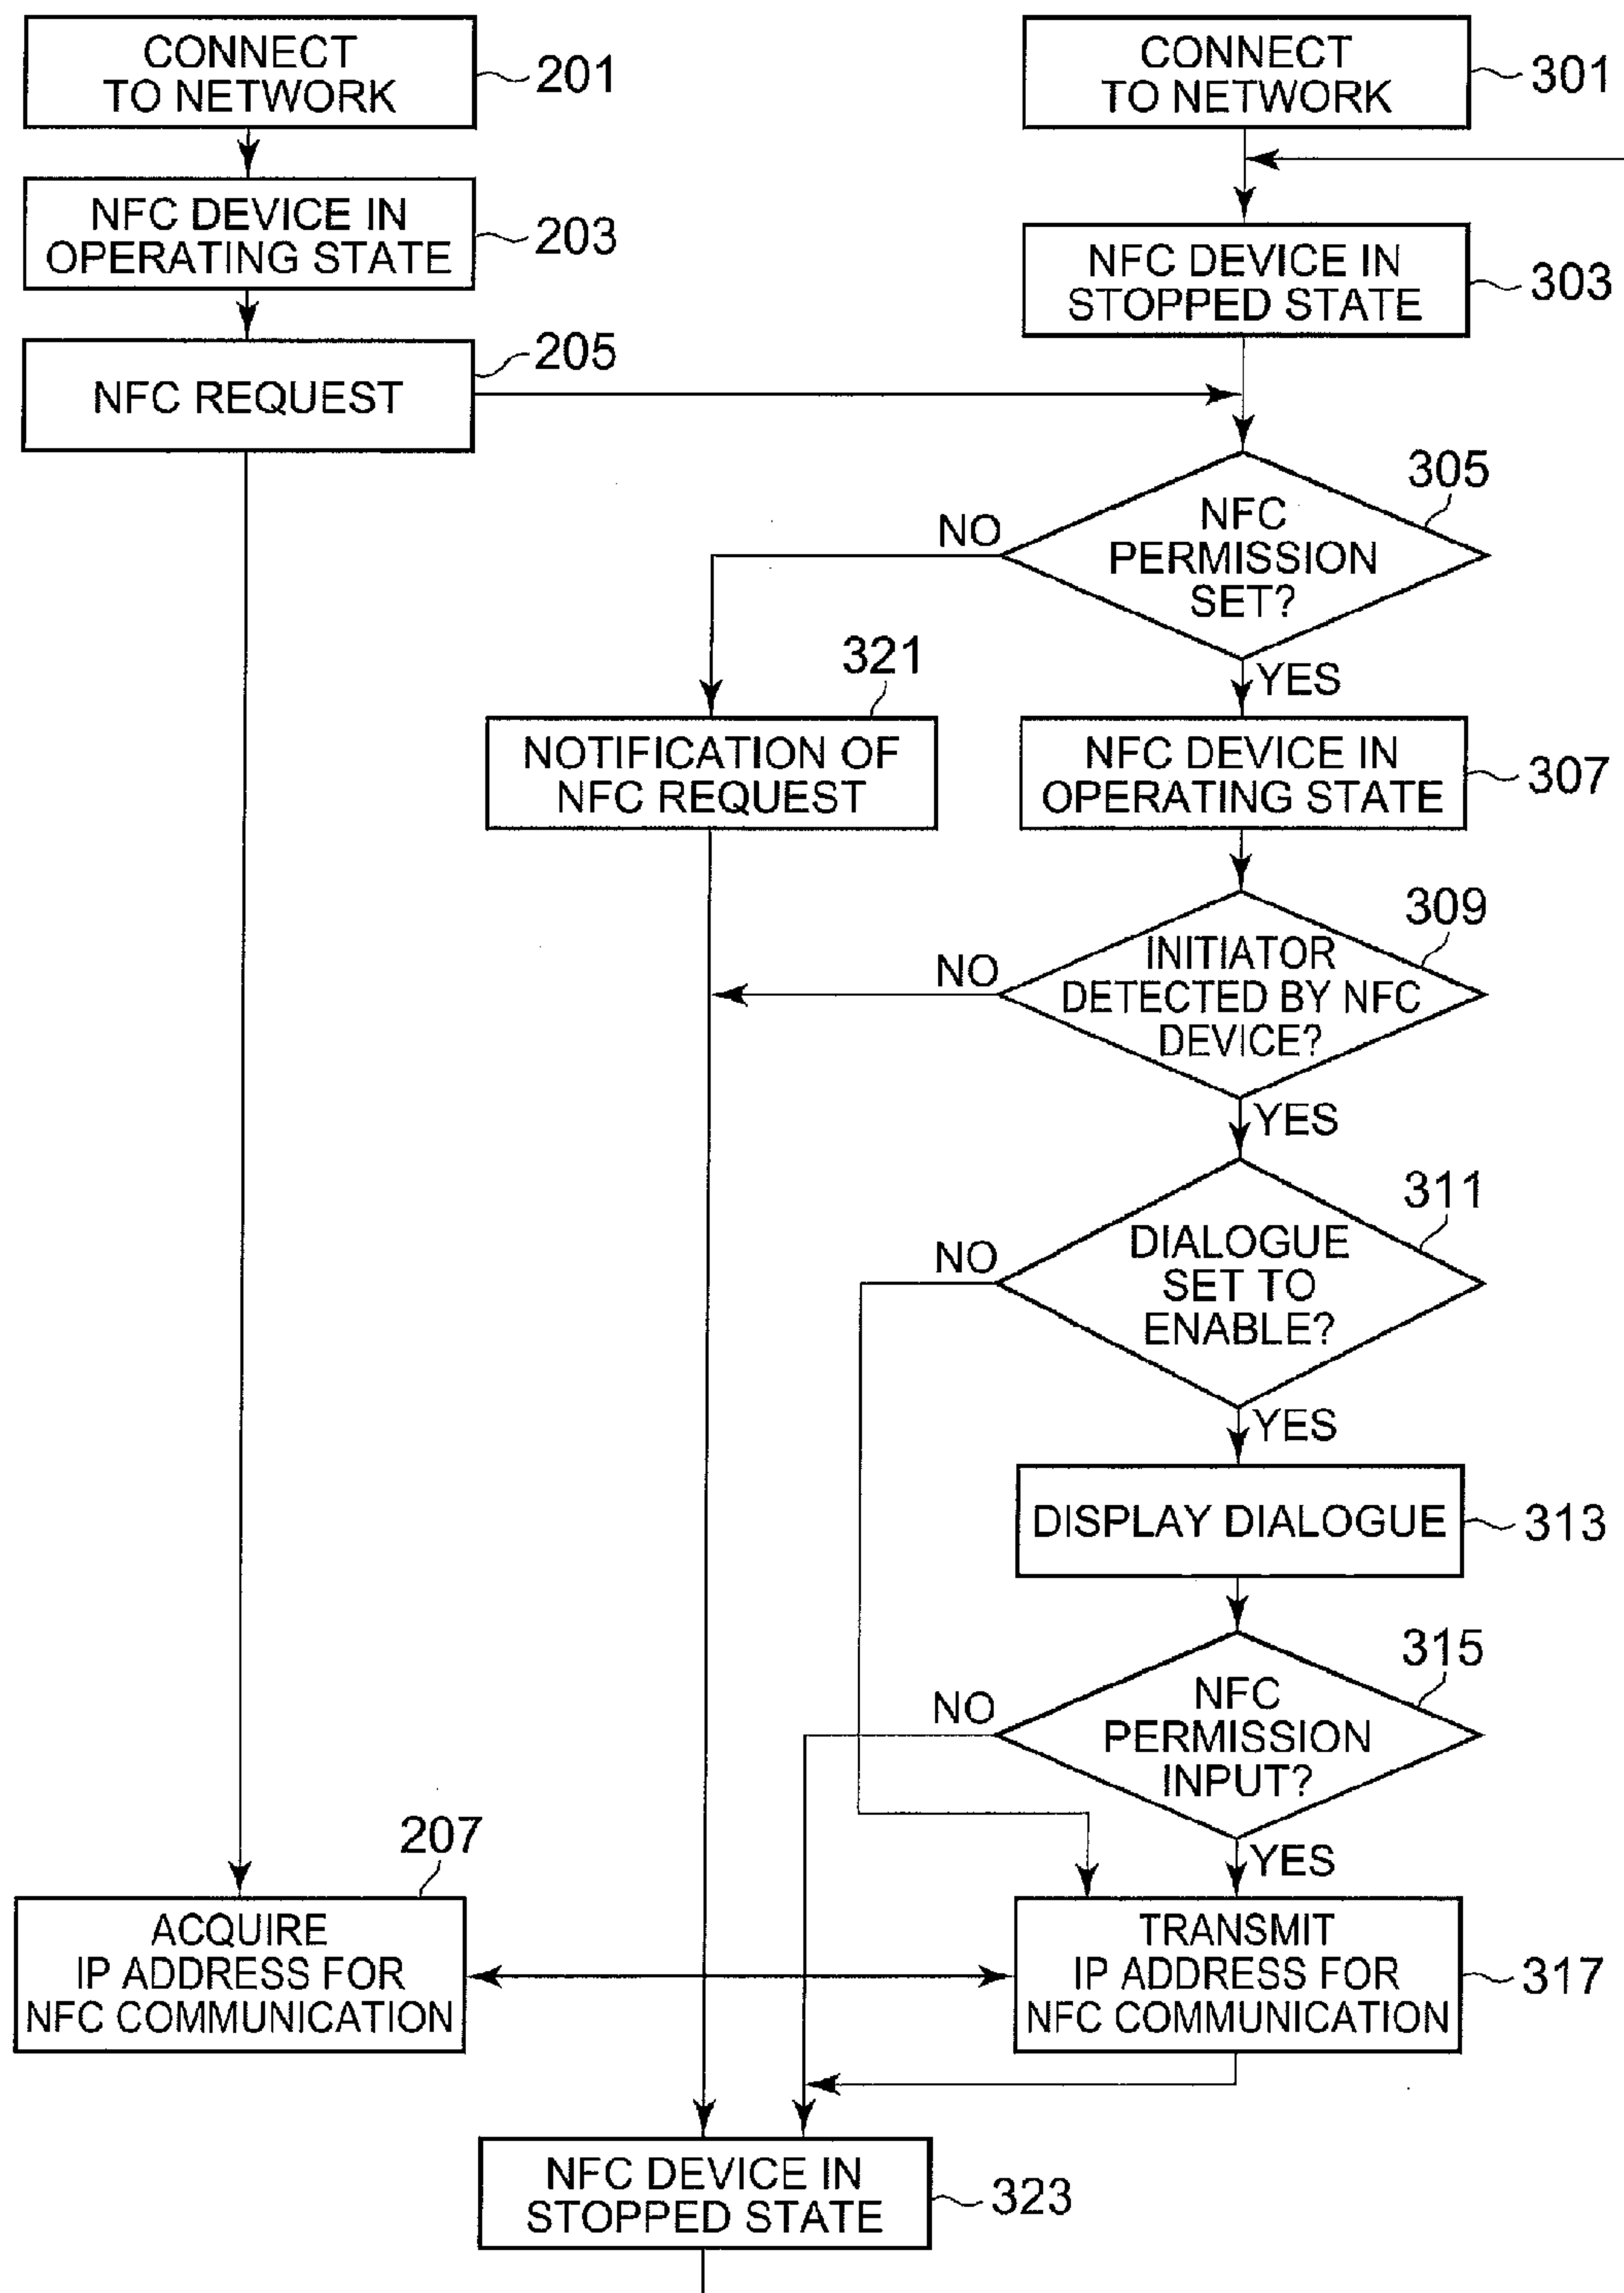 CONNECT
TO NETWORK
201
NFC DEVICE IN
OPERATING STATE
203
NFC REQUEST
205
CONNECT
TO NETWORK
301
NFC DEVICE IN
STOPPED STATE
303
NFC
PERMISSION
SET?
305
NO
YES
321
NOTIFICATION OF
NFC REQUEST
NFC DEVICE IN
OPERATING STATE
307
INITIATOR
DETECTED BY NFC
DEVICE?
309
NO
YES
DIALOGUE
SET TO
ENABLE?
311
NO
YES
DISPLAY DIALOGUE
313
NFC
PERMISSION
INPUT?
315
NO
YES
207
ACQUIRE
IP ADDRESS FOR
NFC COMMUNICATION
TRANSMIT
IP ADDRESS FOR
NFC COMMUNICATION
317
NFC DEVICE IN
STOPPED STATE
323